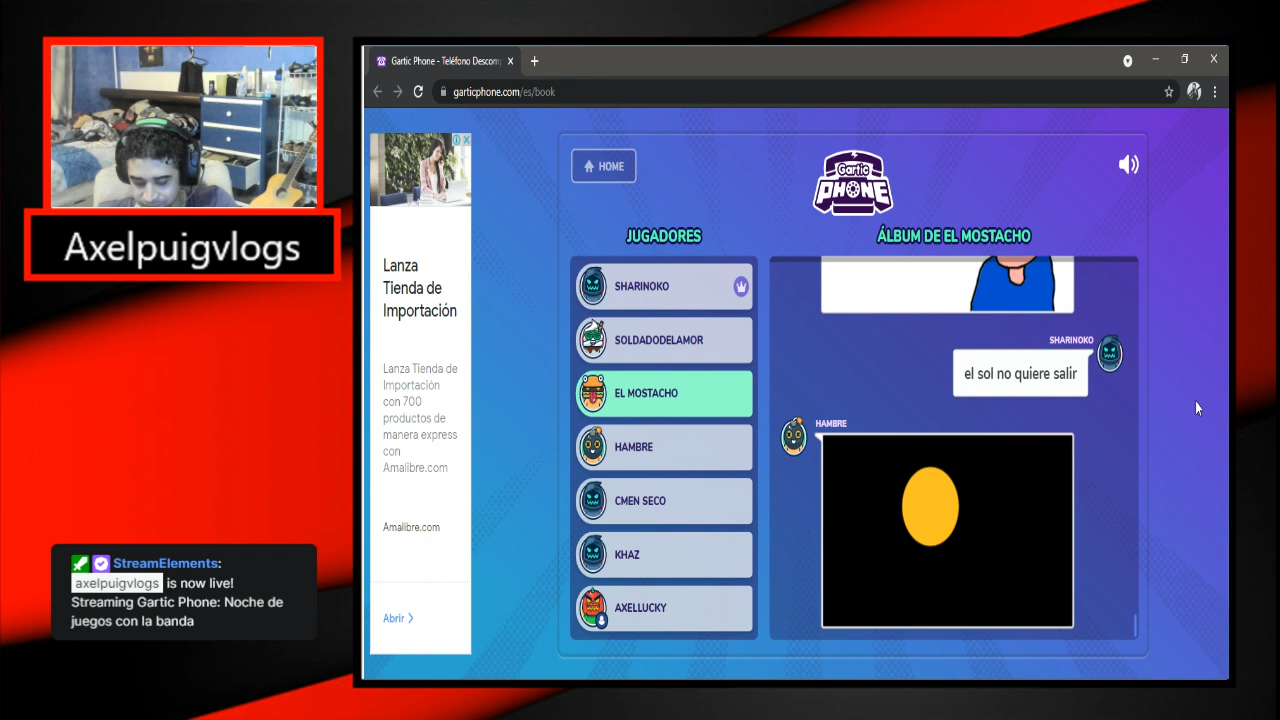 Axelpuigvlogs
StreamElements:
axelpuigvlogs is now live!
Streaming Gartic Phone: Noche de
juegos con la banda
Gartic Phone - Teléfono Descomp
garticphone.com/es/book
Lanza
Tienda de
Importación
Lanza Tienda de
Importación
con 700
productos de
manera express
con
Amalibre.com
Amalibre.com
Abrir
HOME
Gartic
PHONE
JUGADORES
SHARINOKO
SOLDADODELAMOR
EL MOSTACHO
HAMBRE
CMEN SECO
KHAZ
AXELLUCKY
ÁLBUM DE EL MOSTACHO
SHARINOKO
el sol no quiere salir
HAMBRE